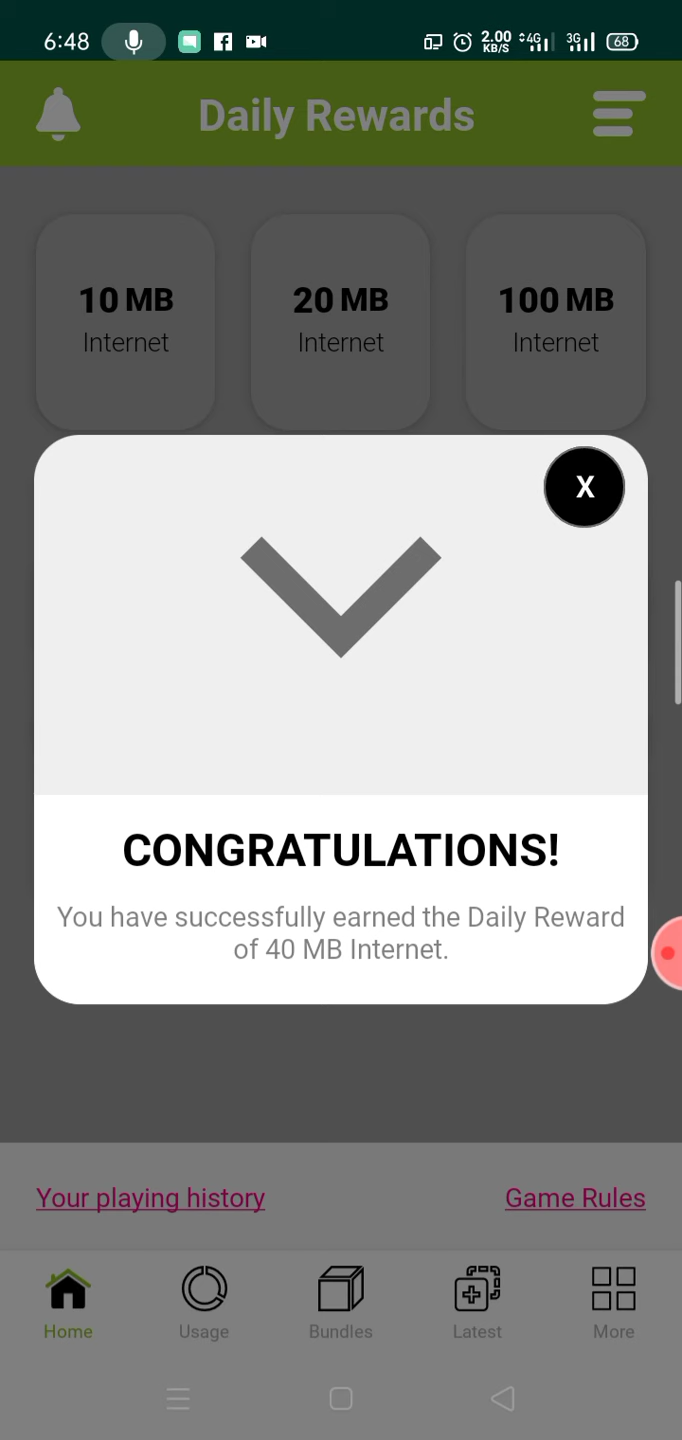 6:48
2.00
KB/S
4G
3G
68
Daily Rewards
10 MB
Internet
20 MB
Internet
100 MB
Internet
X
CONGRATULATIONS!
You have successfully earned the Daily Reward
of 40 MB Internet.
Your playing history
Game Rules
Home
Usage
Bundles
Latest
More